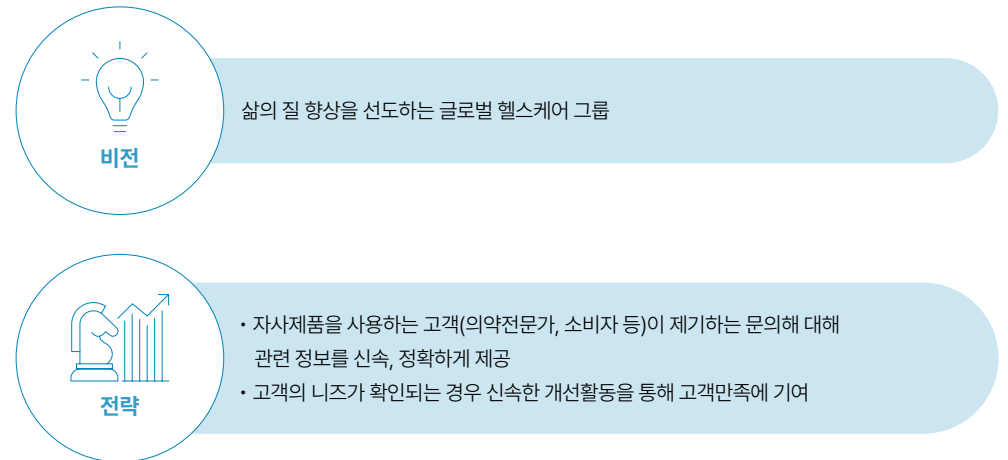 삶의 질 향상을 선도하는 글로벌 헬스케어 그룹
비전
• 자사제품을 사용하는 고객(의약전문가, 소비자 등)이 제기하는 문의해 대해
관련 정보를 신속, 정확하게 제공
• 고객의 니즈가 확인되는 경우 신속한 개선활동을 통해 고객만족에 기여
전략